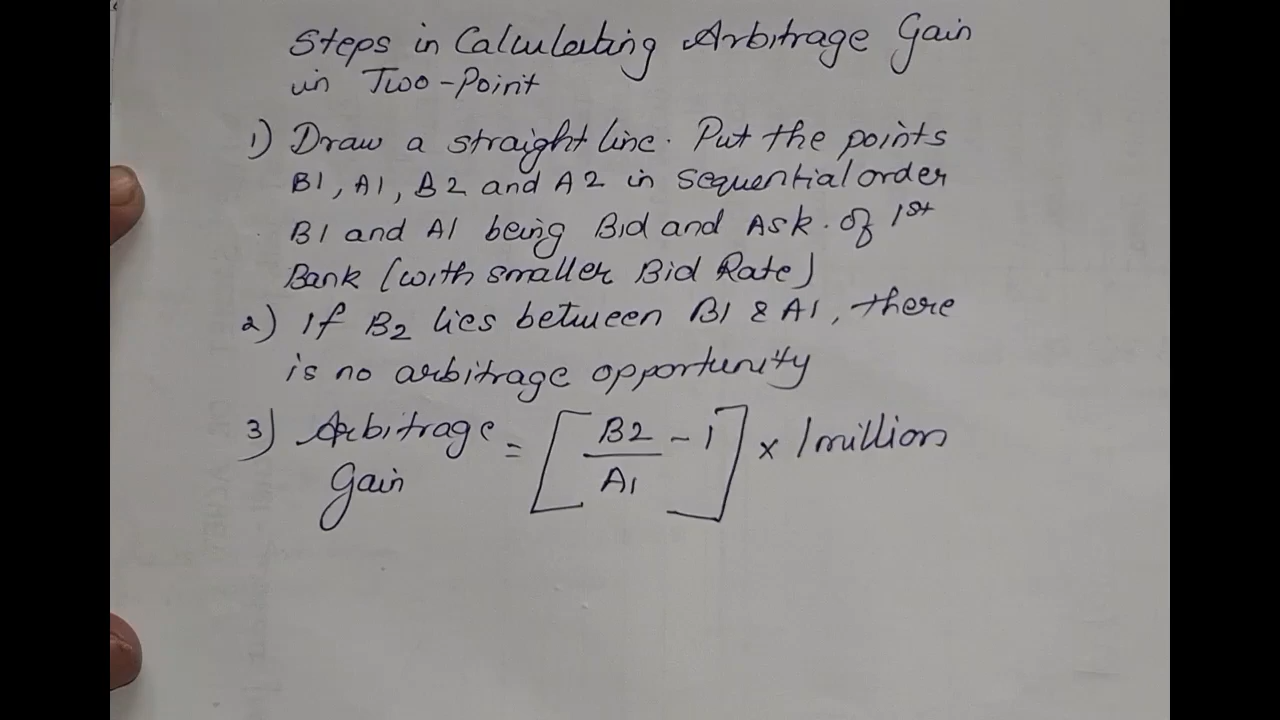 Steps in Calculating Arbitrage Gain
in Two-Point
1) Draw a straight line. Put the points
B1, A1, B2 and A2 in sequential order
B1 and A1 being Bid and Ask. of 1st
Bank (with smaller Bid Rate)
2) If B2 lies between B1 & A1, there
is no arbitrage opportunity
3) Arbitrage Gain = [B2/A1 - 1] × 1 million